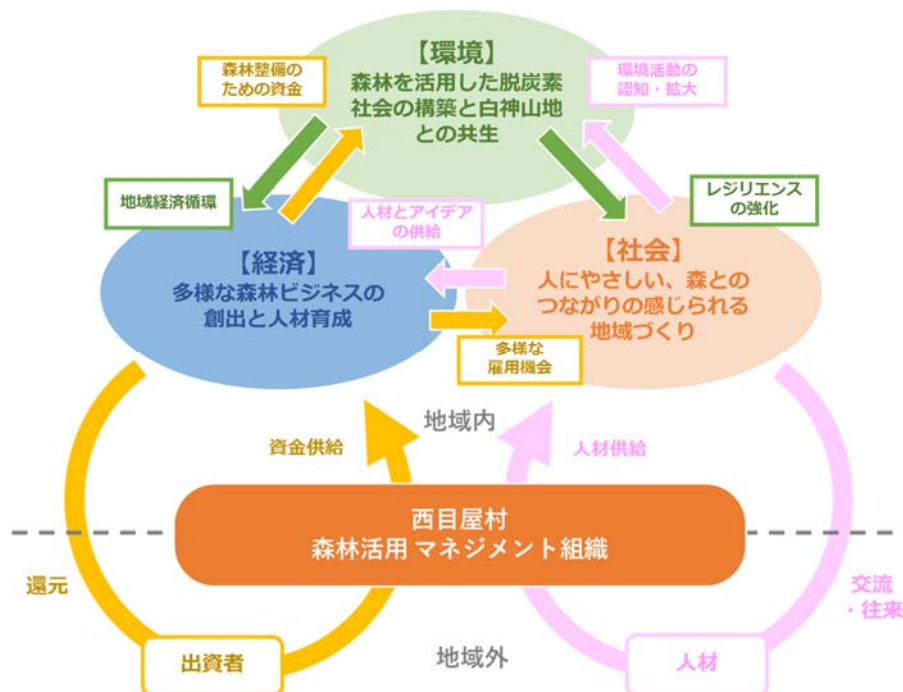 【環境】
森林を活用した脱炭素
社会の構築と白神山地
との共生
森林整備の
ための資金
環境活動の
認知・拡大
地域経済循環
人材とアイデア
の供給
レジリエンス
の強化
【経済】
多様な森林ビジネスの
創出と人材育成
【社会】
人にやさしい、森との
つながりの感じられる
地域づくり
多様な
雇用機会
地域内
資金供給
人材供給
西目屋村
森林活用 マネジメント組織
還元
交流
・往来
出資者
地域外
人材